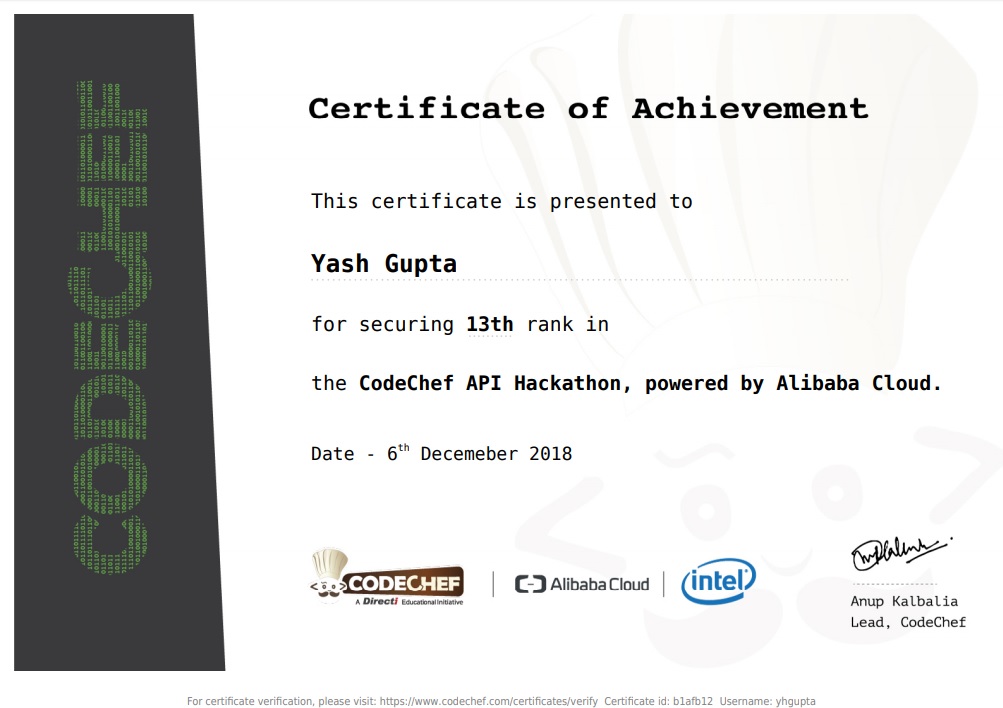 CODECHEF
Certificate of Achievement
This certificate is presented to
Yash Gupta
for securing 13th rank in
the CodeChef API Hackathon, powered by Alibaba Cloud.
Date - 6th Decemeber 2018
CODECHEF
A Directi Educational Initiative
Alibaba Cloud
intel
Anup Kalbalia
Lead, CodeChef
For certificate verification, please visit: https://www.codechef.com/certificates/verify Certificate id: b1afb12 Username: yhgupta